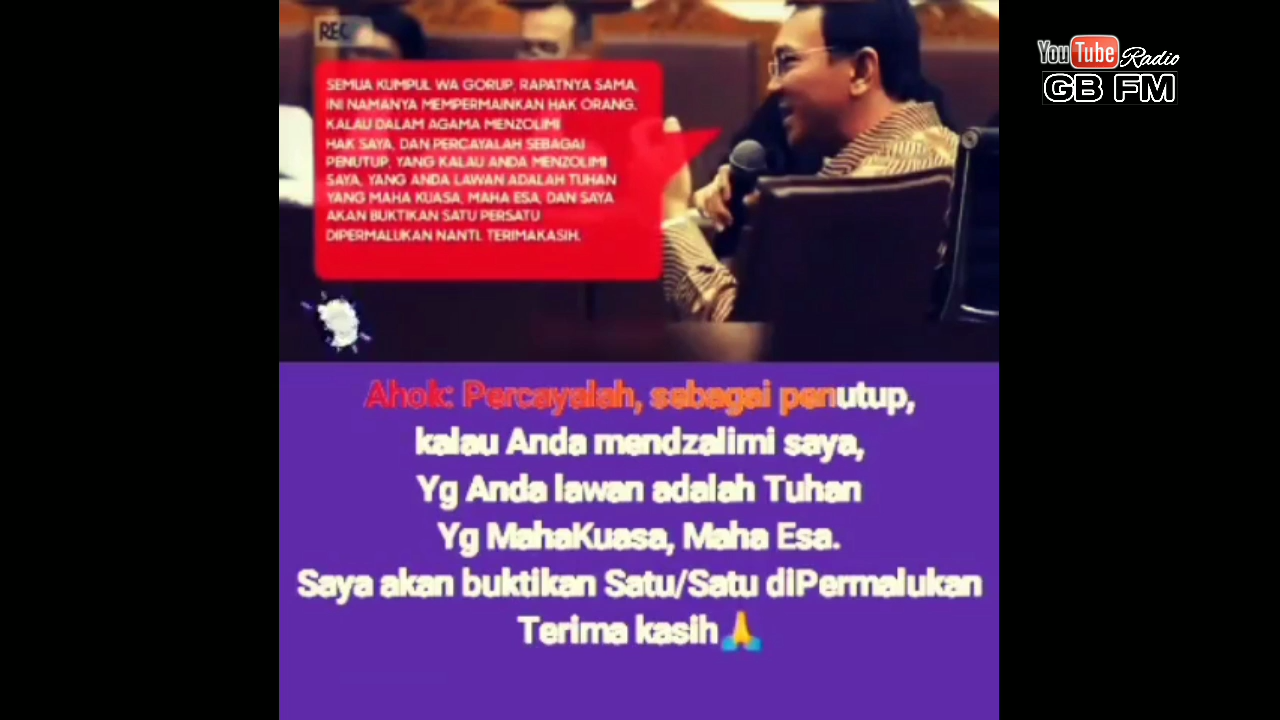 REC
YouTube Radio
GB FM
SEMUA KUMPUL WA GORUP, RAPATNYA SAMA,
INI NAMANYA MEMPERMAINKAN HAK ORANG.
KALAU DALAM AGAMA MENZOLIMI
HAK SAYA, DAN PERCAYALAH SEBAGAI
PENUTUP, YANG KALAU ANDA MENZOLIMI
SAYA, YANG ANDA LAWAN ADALAH TUHAN
YANG MAHA KUASA, MAHA ESA, DAN SAYA
AKAN BUKTIKAN SATU PERSATU
DIPERMALUKAN NANTI. TERIMAKASIH.
Ahok: Percayalah, sebagai penutup,
kalau Anda mendzalimi saya,
Yg Anda lawan adalah Tuhan
Yg MahaKuasa, Maha Esa.
Saya akan buktikan Satu/Satu diPermalukan
Terima kasih🙏